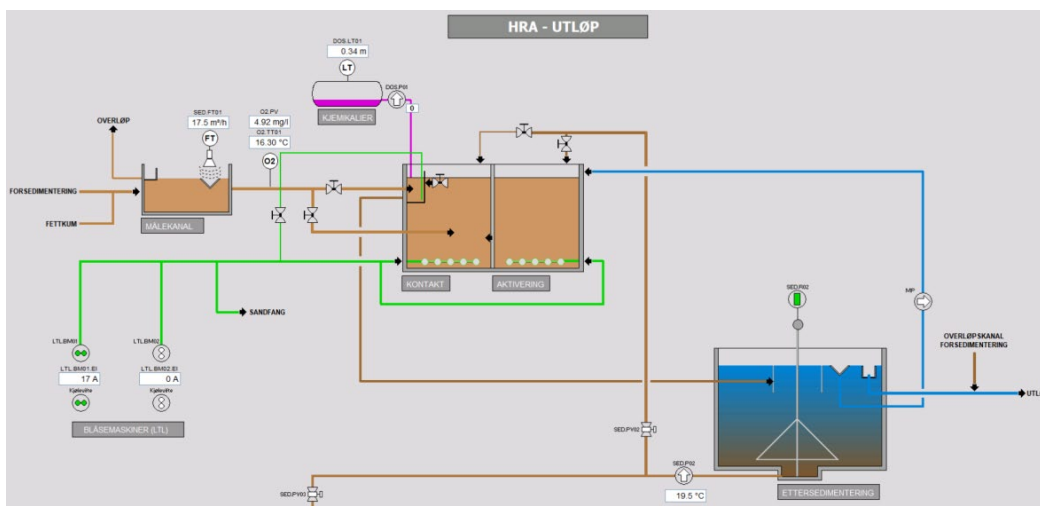 HRA - UTLØP
DOS.LT01
0.34 m
LT
DOS.P01
0
KJEMIKALIER
SED.FT01
17.5 m³/h
FT
O2.PV
4.92 mg/l
O2.TT01
16.30 °C
O2
OVERLØP
FORSEDIMENTERING
FETTKUM
MÅLEKANAL
KONTAKT
AKTIVERING
SANDFANG
LTL.BM01
LTL.BM02
LTL.BM01.EI
17 A
LTL.BM02.EI
0 A
Kjølevifte
Kjølevifte
BLÅSEMASKINER (LTL)
SED.R02
MP
OVERLØPSKANAL
FORSEDIMENTERING
UTLØ
SED.PV02
SED.P02
19.5 °C
ETTERSEDIMENTERING
SED.PV03